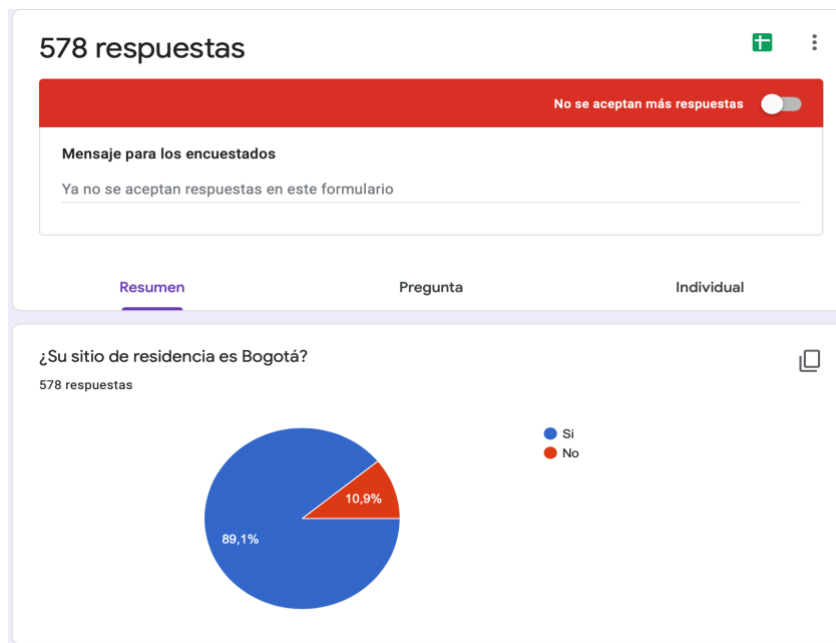 578 respuestas
No se aceptan más respuestas
Mensaje para los encuestados
Ya no se aceptan respuestas en este formulario
Resumen
Pregunta
Individual
¿Su sitio de residencia es Bogotá?
578 respuestas
Si
No
10,9%
89,1%